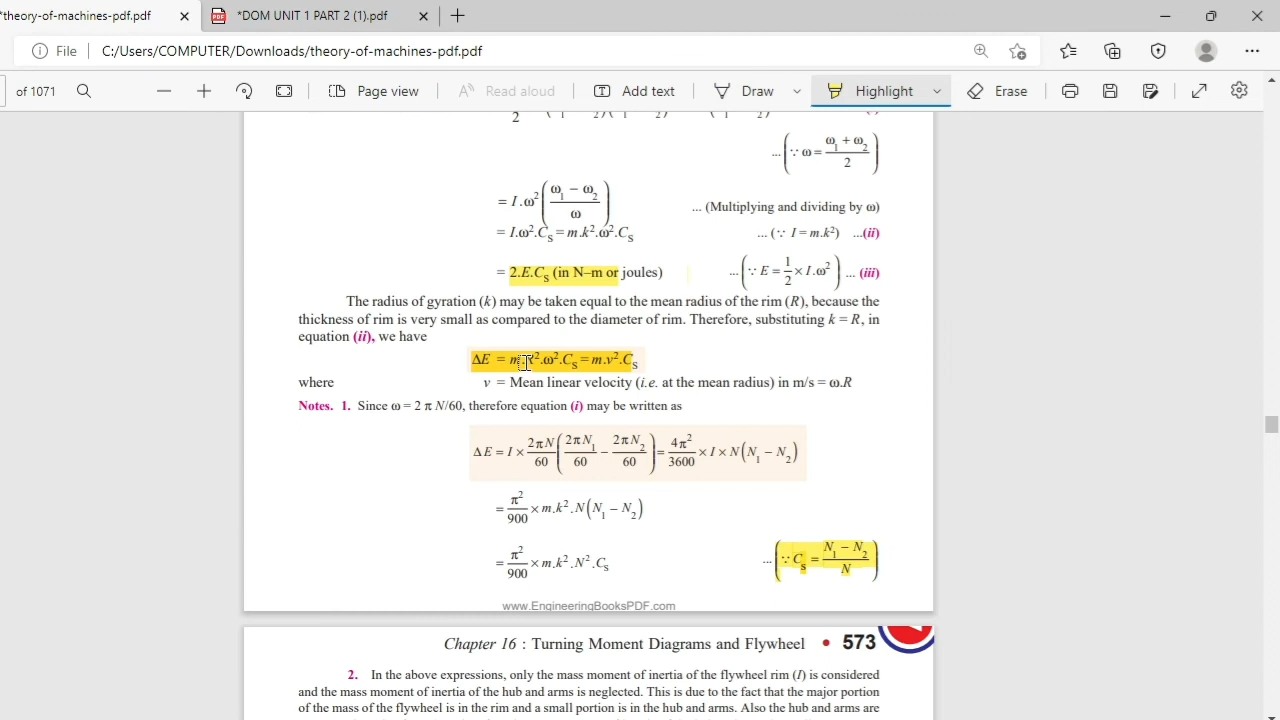 *theory-of-machines-pdf.pdf
*DOM UNIT 1 PART 2 (1).pdf
File C:/Users/COMPUTER/Downloads/theory-of-machines-pdf.pdf
of 1071 Page view Read aloud Add text Draw Highlight Erase
... (∵ ω = (ω₁ + ω₂)/2)
= I.ω² ((ω₁ − ω₂)/ω) ... (Multiplying and dividing by ω)
= I.ω².C_S = m.k².ω².C_S ... (∵ I = m.k²) ...(ii)
= 2.E.C_S (in N–m or joules) ... (∵ E = 1/2 × I.ω²) ... (iii)
The radius of gyration (k) may be taken equal to the mean radius of the rim (R), because the
thickness of rim is very small as compared to the diameter of rim. Therefore, substituting k = R, in
equation (ii), we have
ΔE = m.R².ω².C_S = m.v².C_S
where v = Mean linear velocity (i.e. at the mean radius) in m/s = ω.R
Notes. 1. Since ω = 2 π N/60, therefore equation (i) may be written as
Δ E = I × 2πN/60 (2πN₁/60 − 2πN₂/60) = 4π²/3600 × I × N(N₁ − N₂)
= π²/900 × m.k².N(N₁ − N₂)
= π²/900 × m.k².N².C_S ... (∵ C_S = (N₁ − N₂)/N)
www.EngineeringBooksPDF.com
Chapter 16 : Turning Moment Diagrams and Flywheel • 573
2. In the above expressions, only the mass moment of inertia of the flywheel rim (I) is considered
and the mass moment of inertia of the hub and arms is neglected. This is due to the fact that the major portion
of the mass of the flywheel is in the rim and a small portion is in the hub and arms. Also the hub and arms are